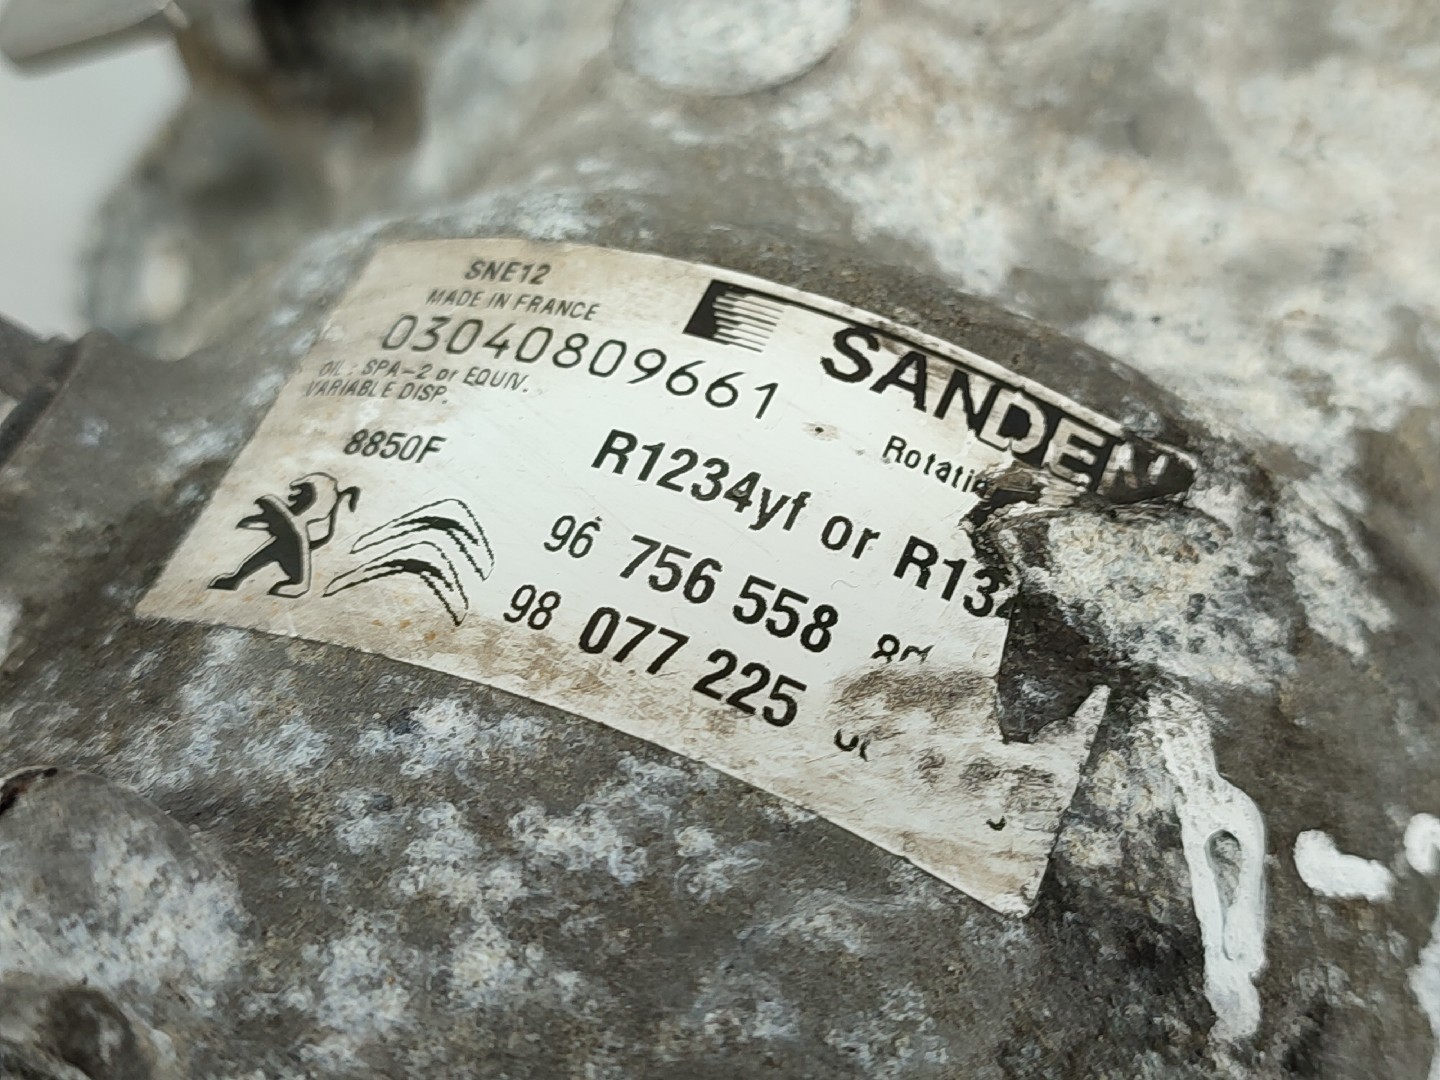 SNE12
MADE IN FRANCE
03040809661
OIL : SPA-2 or EQUIV.
VARIABLE DISP.
SANDEN
8850F
R1234yf or
96 756 558
98 077 225